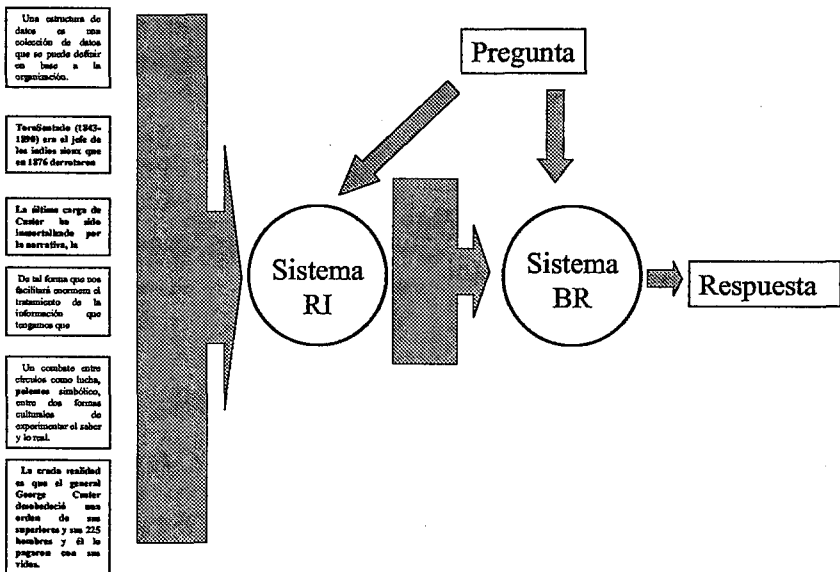 Una estructura de
datos es una
colección de datos
que se puede definir
en base a la
organización.
ToroSentado (1843-
1890) era el jefe de
los indios sioux que
en 1876 derrotaron
La última carga de
Custer ha sido
inmortalizada por
la narrativa, la
De tal forma que nos
facilitará enormem el
tratamiento de la
información que
tengamos que
Un combate entre
círculos como lucha,
simbótico,
entre dos formas
culturales de
experimentar el saber
y lo real.
La cruda realidad
es que el general
George Custer
desobedeció una
orden de sus
superiores y sus 225
hombres y él lo
pagaron con sus
vidas.
Pregunta
Sistema
RI
Sistema
BR
Respuesta